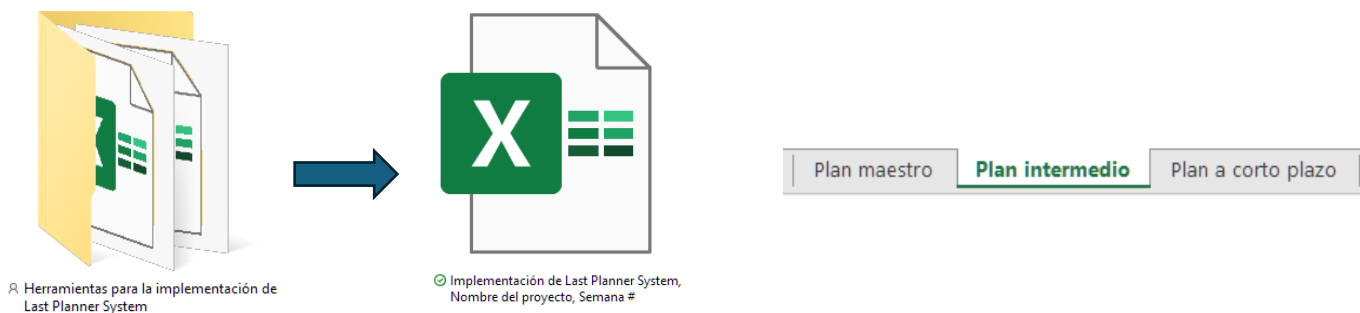 X
X
Herramientas para la implementación de
Last Planner System
Implementación de Last Planner System,
Nombre del proyecto, Semana #
Plan maestro
Plan intermedio
Plan a corto plazo